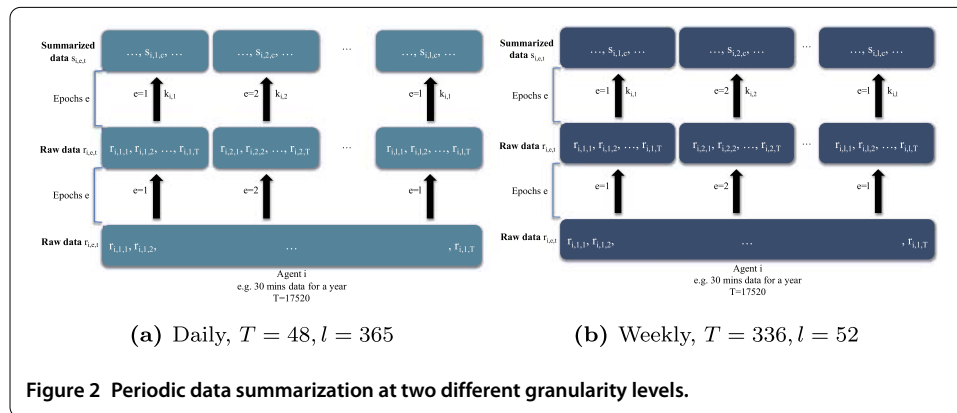 Summarized data s_{i,e,t}
…, s_{i,1,e}, … …, s_{i,2,e}, … … …, s_{i,l,e}, …
Epochs e
e=1 k_{i,1} e=2 k_{i,2} e=1 k_{i,1}
Raw data r_{i,e,t}
r_{i,1,1}, r_{i,1,2}, …, r_{i,1,T} r_{i,2,1}, r_{i,2,2}, …, r_{i,2,T} … r_{i,l,1}, r_{i,l,2}, …, r_{i,l,T}
Epochs e
e=1 e=2 e=l
Raw data r_{i,e,t}
r_{i,1,1}, r_{i,1,2}, … , r_{i,1,T}
Agent i
e.g. 30 mins data for a year
T=17520
(a) Daily, T = 48, l = 365
Summarized data s_{i,e,t}
…, s_{i,1,e}, … …, s_{i,2,e}, … … …, s_{i,l,e}, …
Epochs e
e=1 k_{i,1} e=2 k_{i,2} e=1 k_{i,l}
Raw data r_{i,e,t}
r_{i,1,1}, r_{i,1,2}, …, r_{i,1,T} r_{i,2,1}, r_{i,2,2}, …, r_{i,2,T} … r_{i,l,1}, r_{i,l,2}, …, r_{i,l,T}
Epochs e
e=1 e=2 e=l
Raw data r_{i,e,t}
r_{i,1,1}, r_{i,1,2}, … , r_{i,1,T}
Agent i
e.g. 30 mins data for a year
T=17520
(b) Weekly, T = 336, l = 52
Figure 2 Periodic data summarization at two different granularity levels.